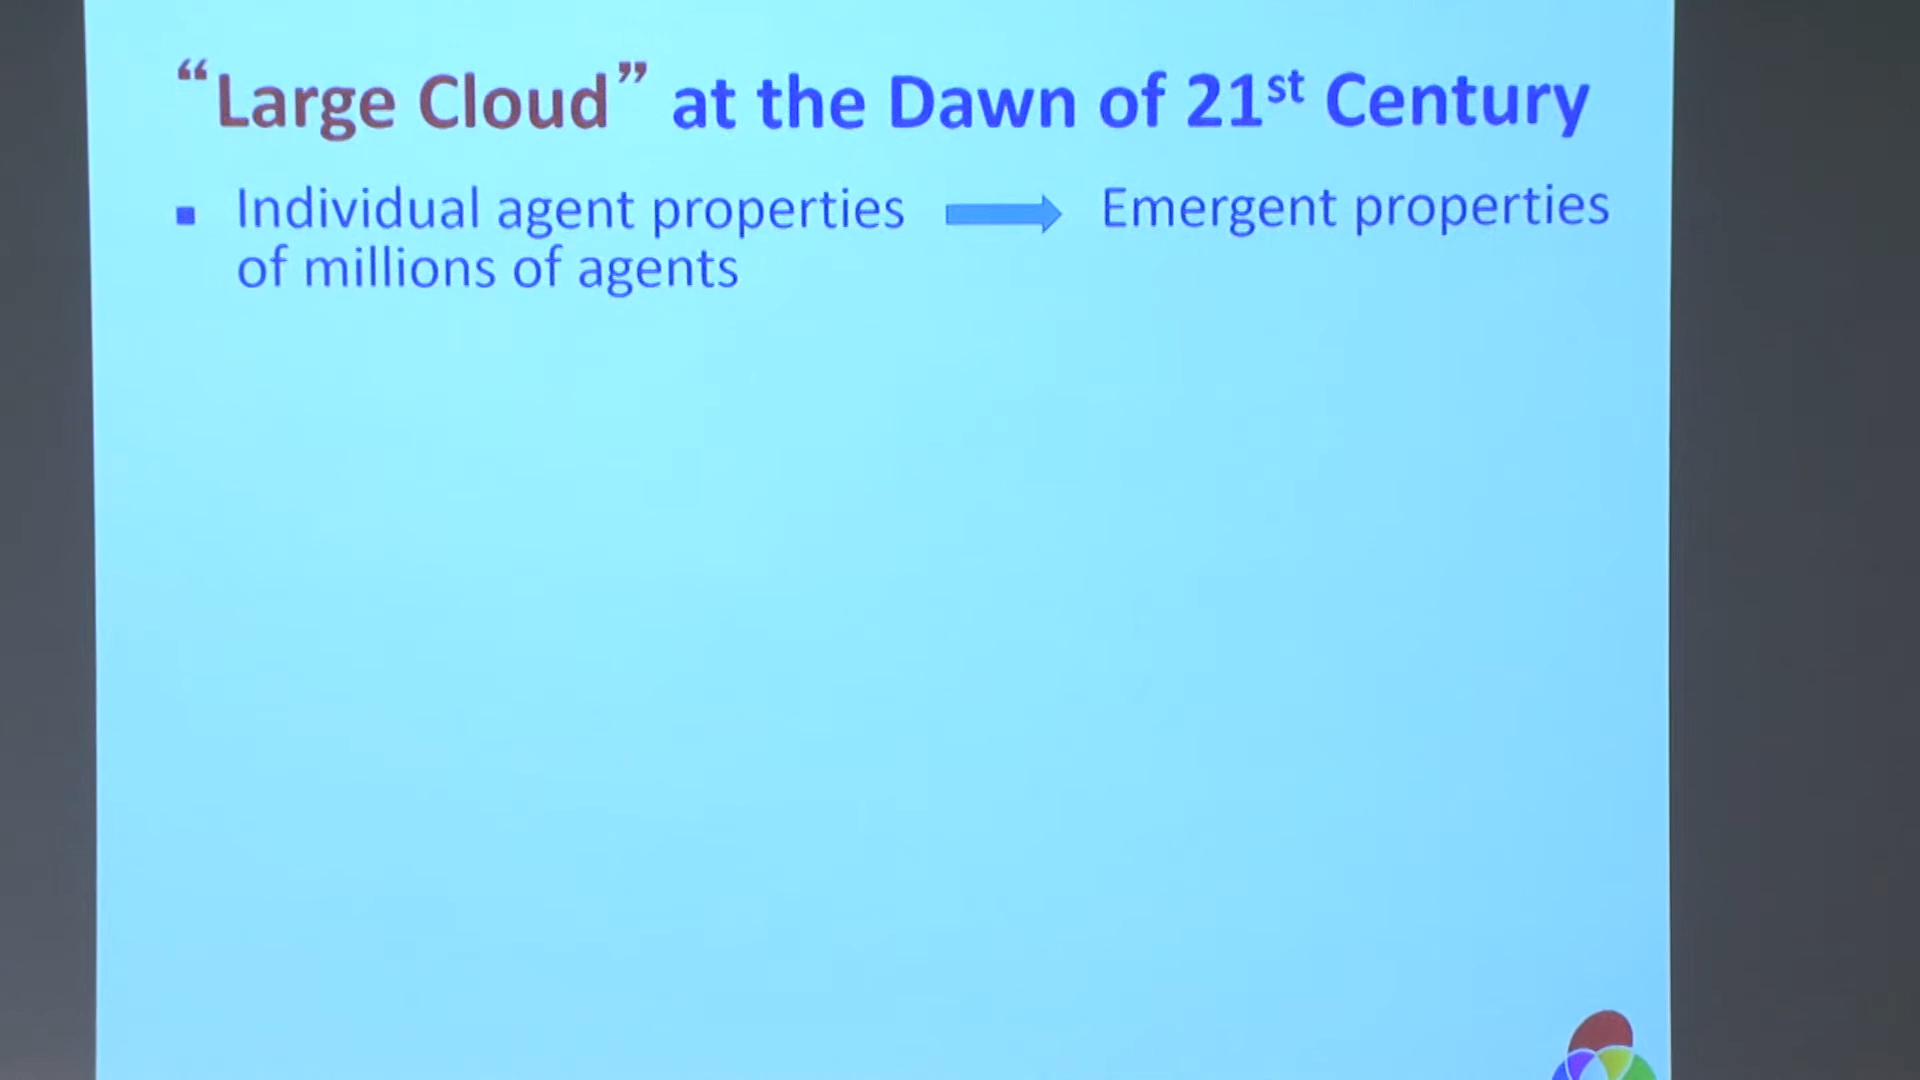 “Large Cloud” at the Dawn of 21st Century
▪ Individual agent properties → Emergent properties
of millions of agents